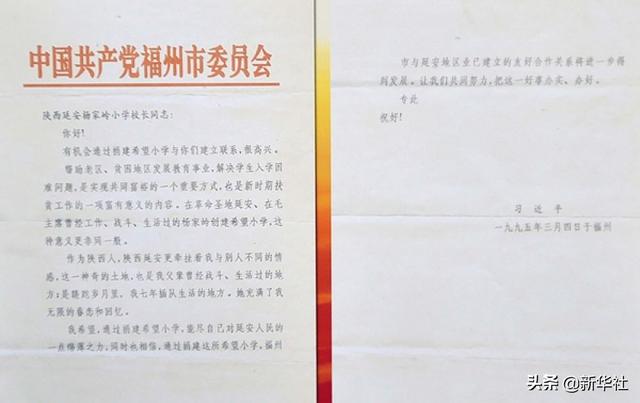 中国共产党福州市委员会
陕西延安杨家岭小学校长同志：
你好！
有机会通过捐建希望小学与你们建立联系，很高兴。
帮助老区、贫困地区发展教育事业，解决学生入学困
难问题，是实现共同富裕的一个重要方式，也是新时期扶
贫工作的一项富有意义的内容。在革命圣地延安、在毛
主席曾经工作、战斗、生活过的杨家岭创建希望小学，这
种意义更非同一般。
作为陕西人，陕西延安更牵挂着我与别人不同的情
感，这一神奇的土地，也是我父辈曾经战斗、生活过的地
方；是蹉跎岁月里，我七年插队生活的地方。她充满了我
无限的眷恋和回忆。
我希望，通过捐建希望小学，能尽自己对延安人民的
一点绵薄之力，同时也相信，通过捐建这所希望小学，福州
市与延安地区业已建立的友好合作关系将进一步得
到发展。让我们共同努力，把这一好事办实、办好。
专此
祝好！
习近平
一九九五年三月四日于福州
头条 @新华社